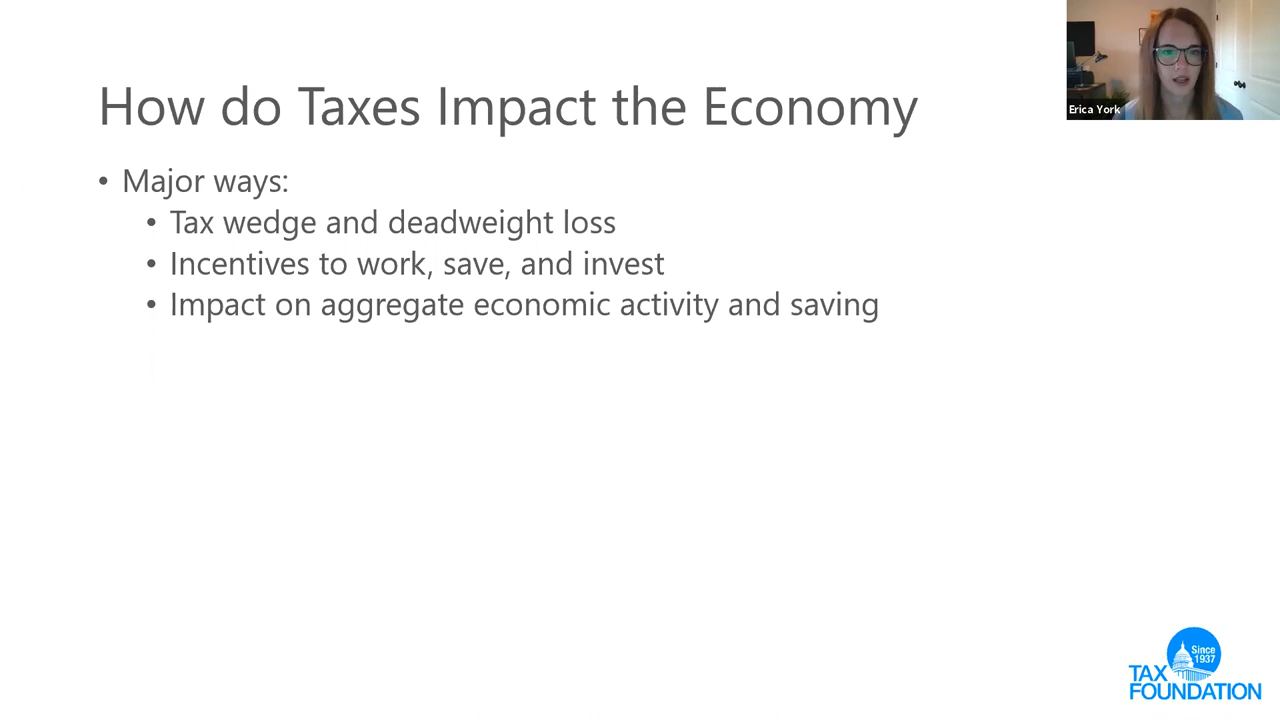 How do Taxes Impact the Economy
• Major ways:
• Tax wedge and deadweight loss
• Incentives to work, save, and invest
• Impact on aggregate economic activity and saving
Erica York
Since
1937
TAX
FOUNDATION